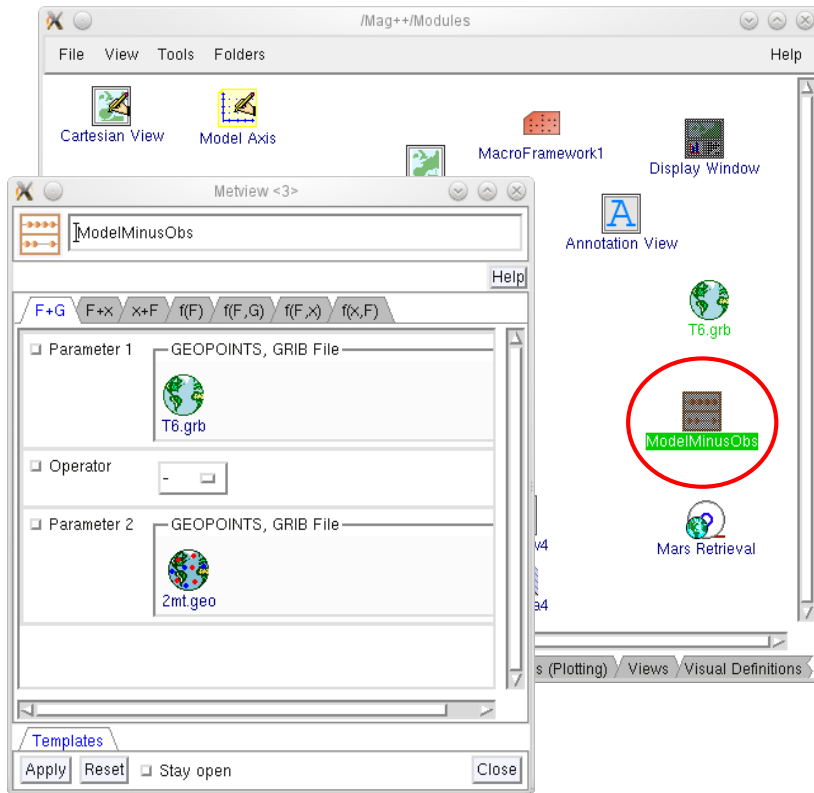 /Mag++/Modules
File View Tools Folders Help
Cartesian View
Model Axis
MacroFramework1
Display Window
Annotation View
T6.grb
ModelMinusObs
Mars Retrieval
v4
a4
s (Plotting) Views Visual Definitions
Metview <3>
ModelMinusObs
Help
F+G F+x x+F f(F) f(F,G) f(F,x) f(x,F)
Parameter 1 GEOPOINTS, GRIB File
T6.grb
Operator -
Parameter 2 GEOPOINTS, GRIB File
2mt.geo
Templates
Apply Reset Stay open Close